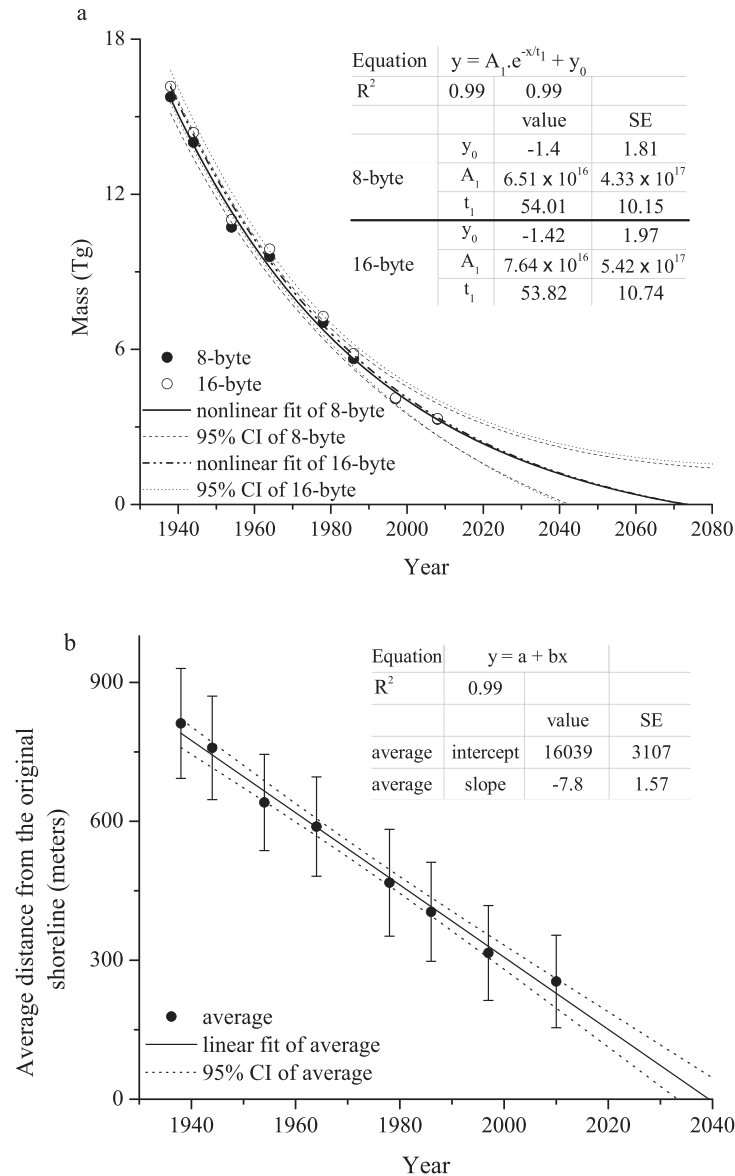 a
Mass (Tg)
18
12
6
0
Equation y = A₁.e^-x/t₁ + y₀
R² 0.99 0.99
value SE
y₀ -1.4 1.81
8-byte A₁ 6.51 x 10¹⁶ 4.33 x 10¹⁷
t₁ 54.01 10.15
y₀ -1.42 1.97
16-byte A₁ 7.64 x 10¹⁶ 5.42 x 10¹⁷
t₁ 53.82 10.74
8-byte
16-byte
nonlinear fit of 8-byte
95% CI of 8-byte
nonlinear fit of 16-byte
95% CI of 16-byte
1940 1960 1980 2000 2020 2040 2060 2080
Year
b
Average distance from the original
shoreline (meters)
900
600
300
0
Equation y = a + bx
R² 0.99
value SE
average intercept 16039 3107
average slope -7.8 1.57
average
linear fit of average
95% CI of average
1940 1960 1980 2000 2020 2040
Year